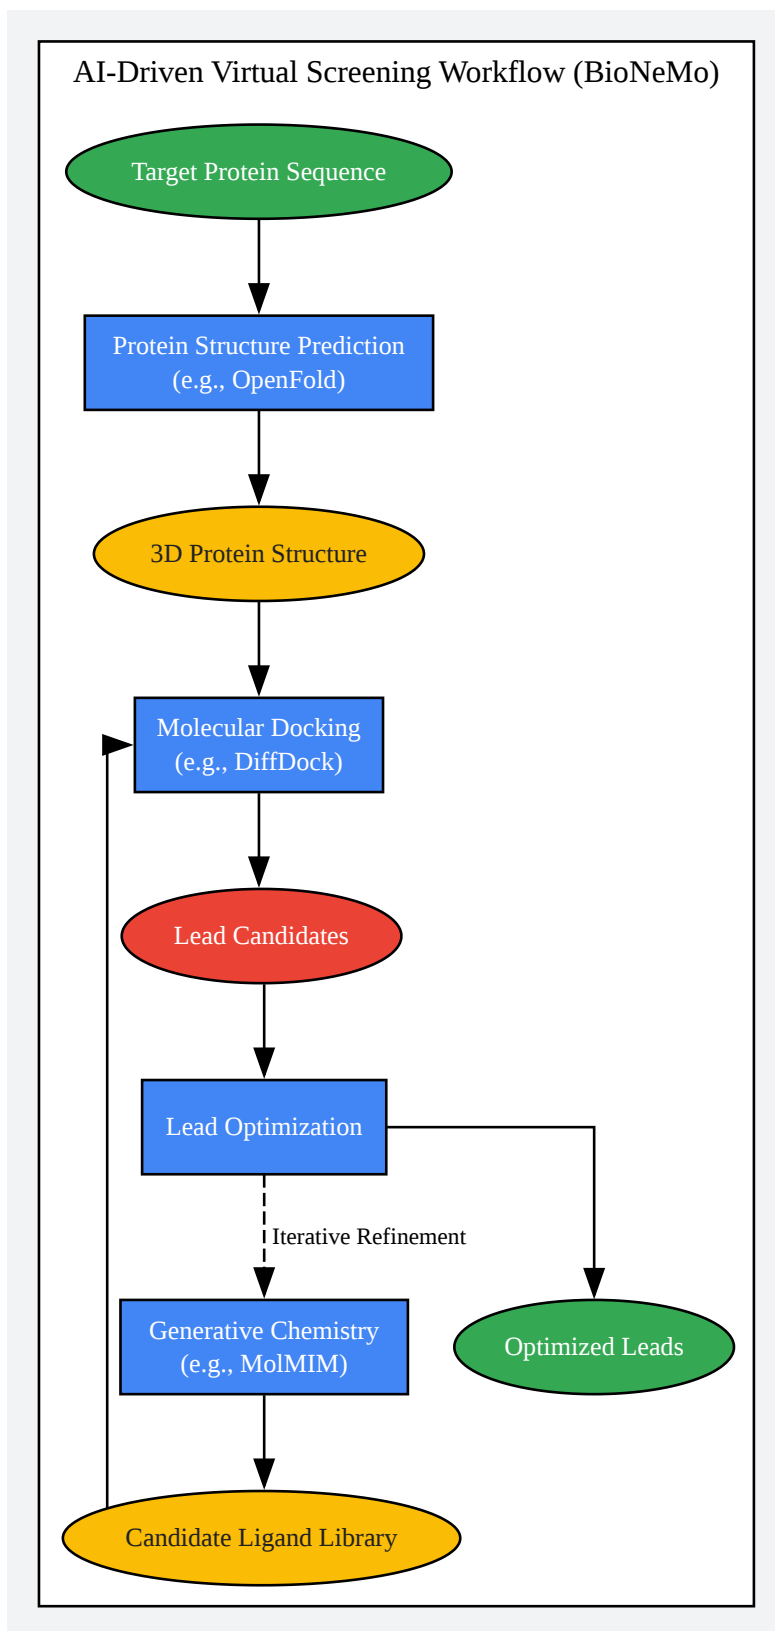 AI-Driven Virtual Screening Workflow (BioNeMo)
Target Protein Sequence
Protein Structure Prediction
(e.g., OpenFold)
3D Protein Structure
Molecular Docking
(e.g., DiffDock)
Lead Candidates
Lead Optimization
Iterative Refinement
Generative Chemistry
(e.g., MolMIM)
Optimized Leads
Candidate Ligand Library